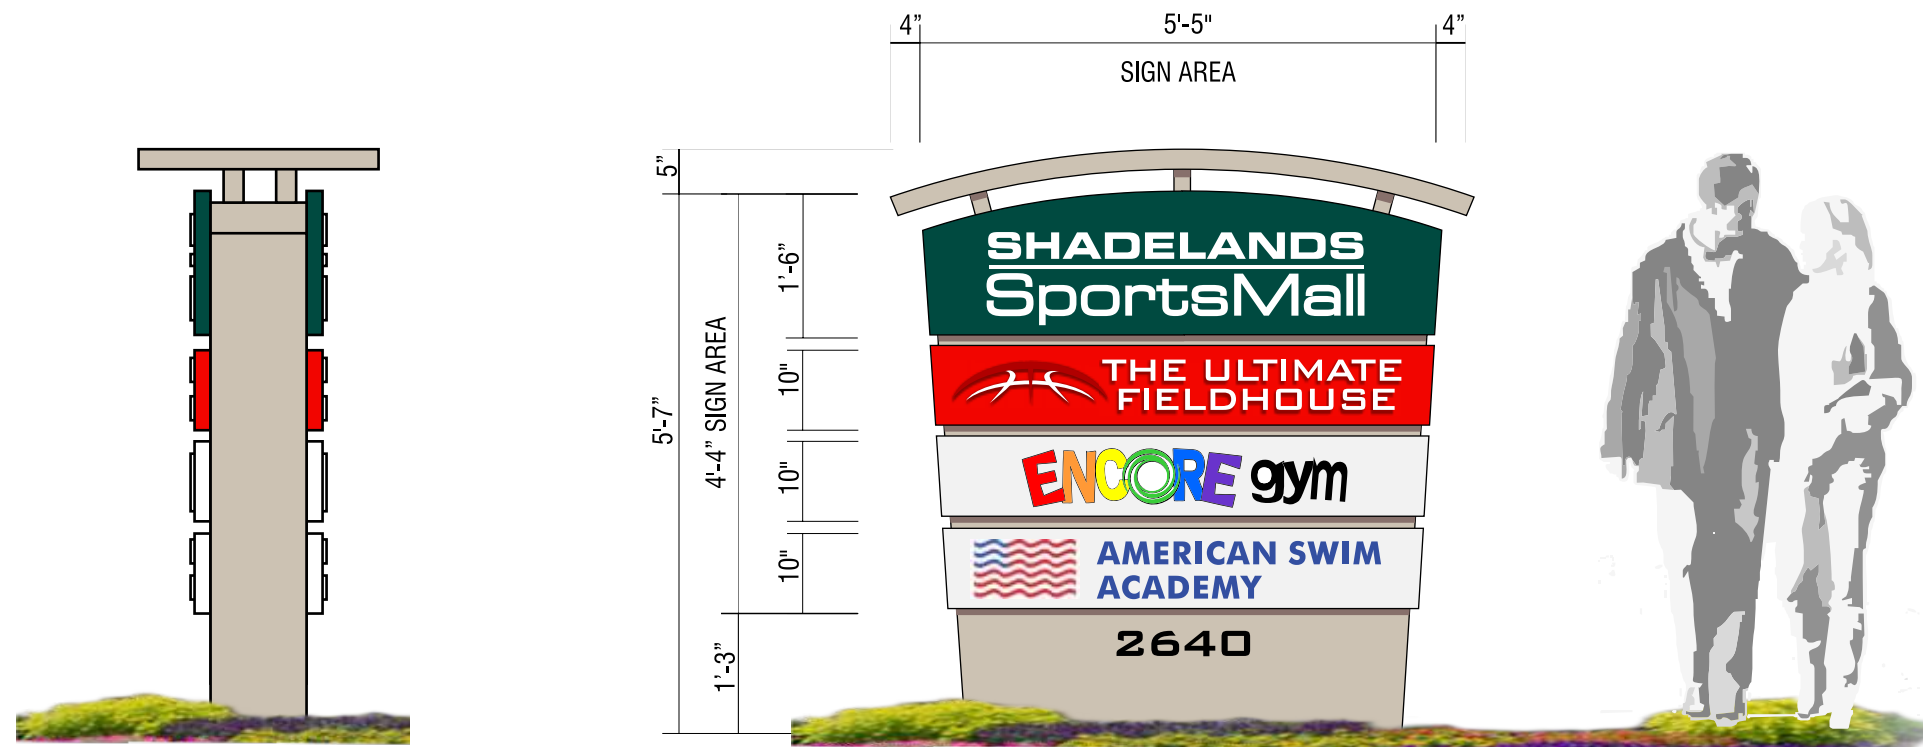 4” 5'-5" 4”
SIGN AREA
5”
1’-6”
10"
10"
10"
4’-4” SIGN AREA
5’-7”
1’-3”
SHADELANDS
SportsMall
THE ULTIMATE
FIELDHOUSE
ENCORE gym
AMERICAN SWIM
ACADEMY
2640